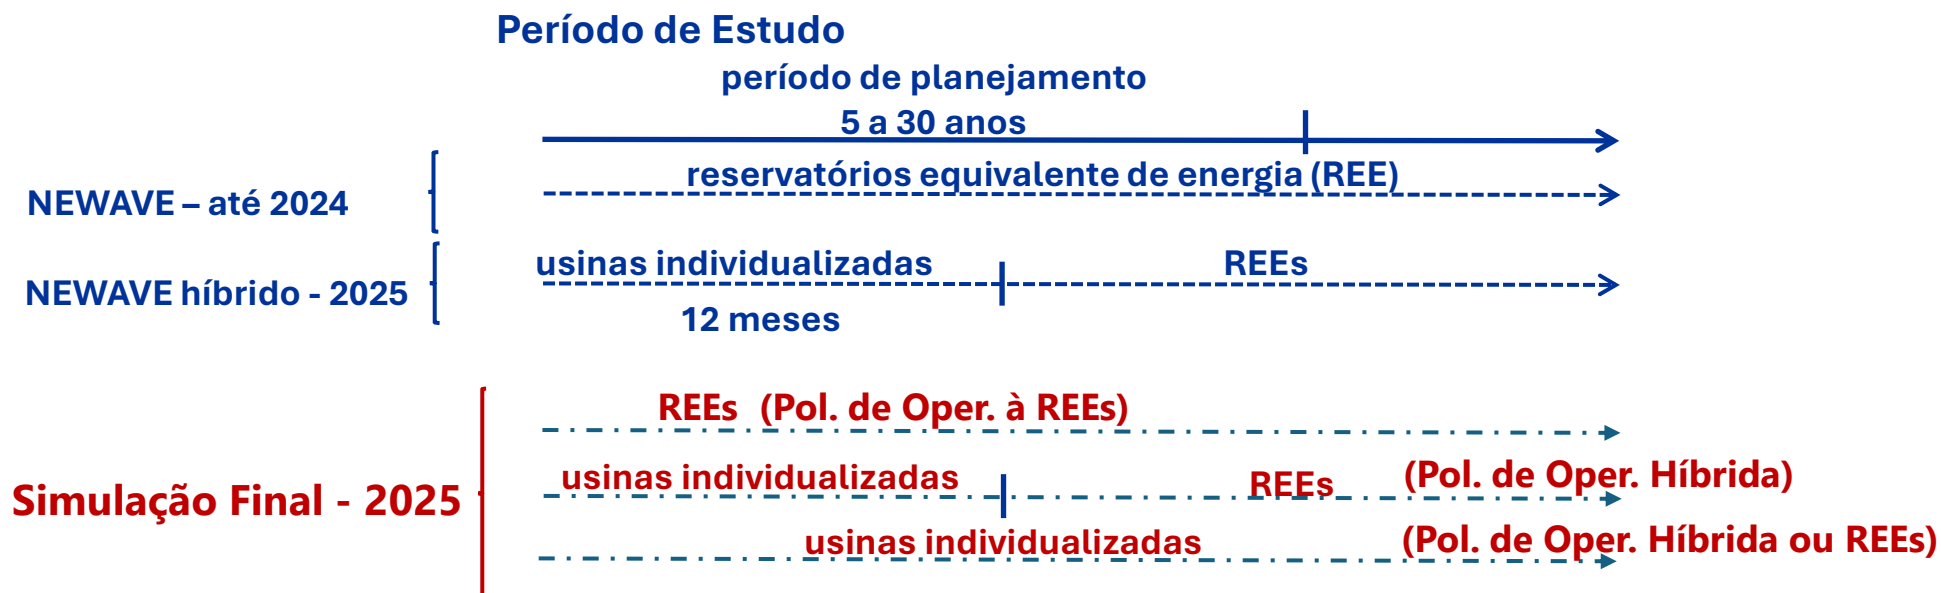 Período de Estudo
período de planejamento
5 a 30 anos
reservatórios equivalente de energia (REE)
NEWAVE – até 2024
usinas individualizadas REEs
NEWAVE híbrido - 2025
12 meses
REEs (Pol. de Oper. à REEs)
usinas individualizadas REEs (Pol. de Oper. Híbrida)
Simulação Final - 2025
usinas individualizadas (Pol. de Oper. Híbrida ou REEs)